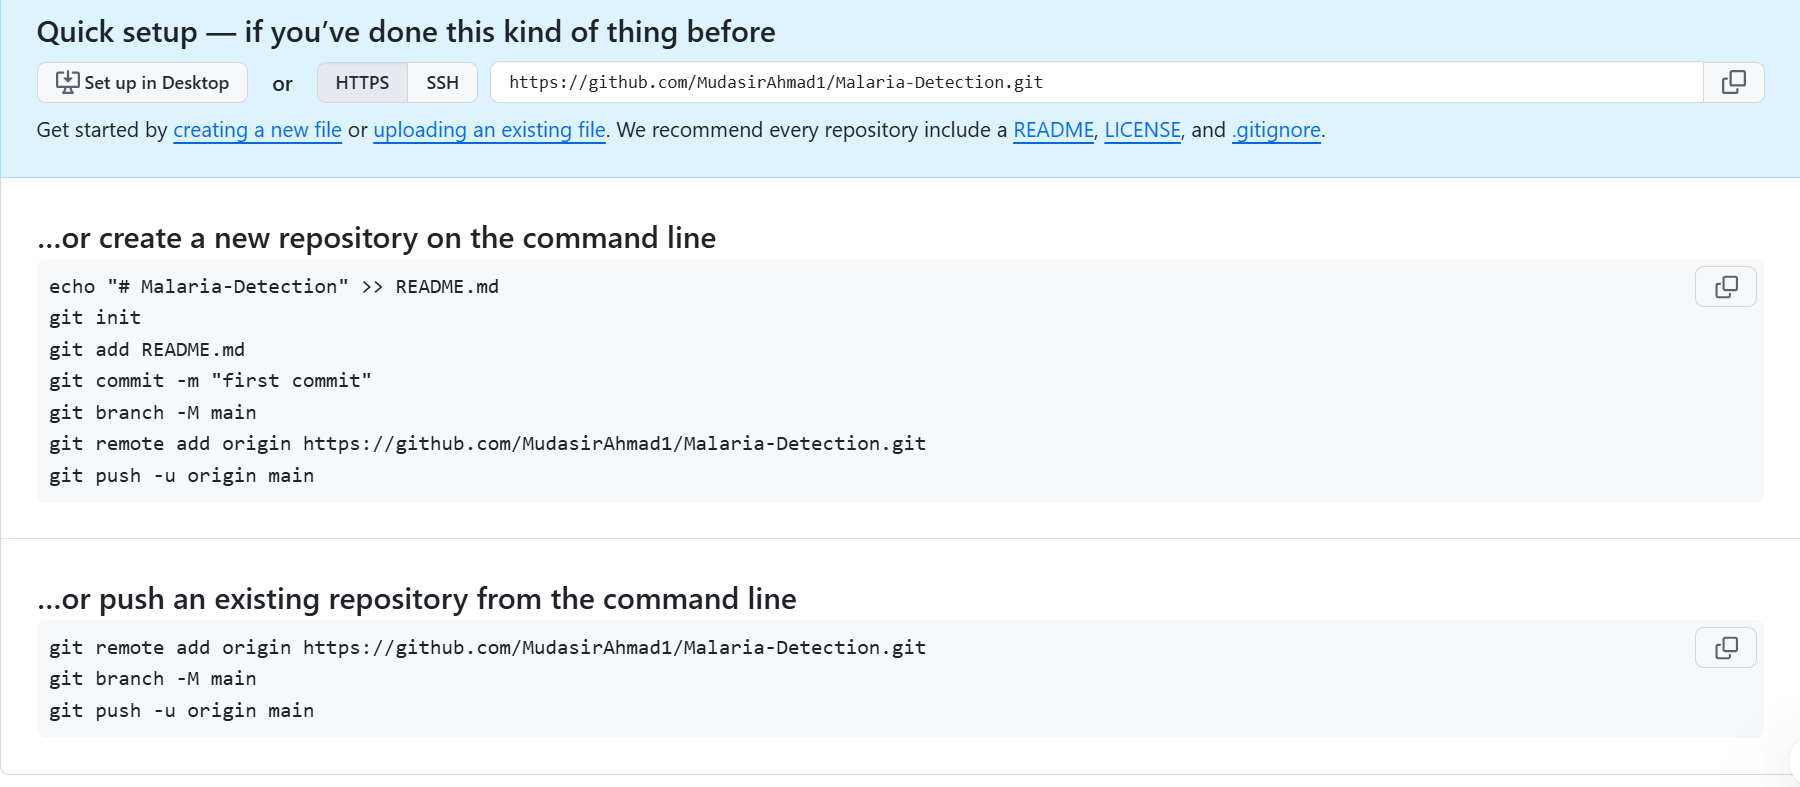 Quick setup — if you’ve done this kind of thing before
Set up in Desktop or HTTPS SSH https://github.com/MudasirAhmad1/Malaria-Detection.git
Get started by creating a new file or uploading an existing file. We recommend every repository include a README, LICENSE, and .gitignore.
…or create a new repository on the command line
echo "# Malaria-Detection" >> README.md
git init
git add README.md
git commit -m "first commit"
git branch -M main
git remote add origin https://github.com/MudasirAhmad1/Malaria-Detection.git
git push -u origin main
…or push an existing repository from the command line
git remote add origin https://github.com/MudasirAhmad1/Malaria-Detection.git
git branch -M main
git push -u origin main